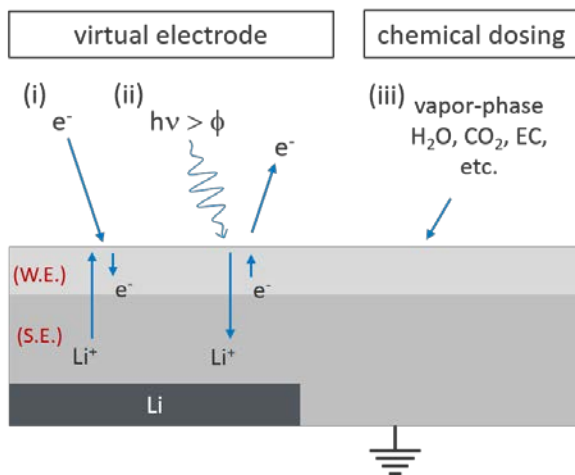 virtual electrode
chemical dosing
(i)
e⁻
(ii)
hν > ϕ
e⁻
(iii)
vapor-phase
H₂O, CO₂, EC,
etc.
(W.E.)
e⁻
e⁻
(S.E.)
Li⁺
Li⁺
Li